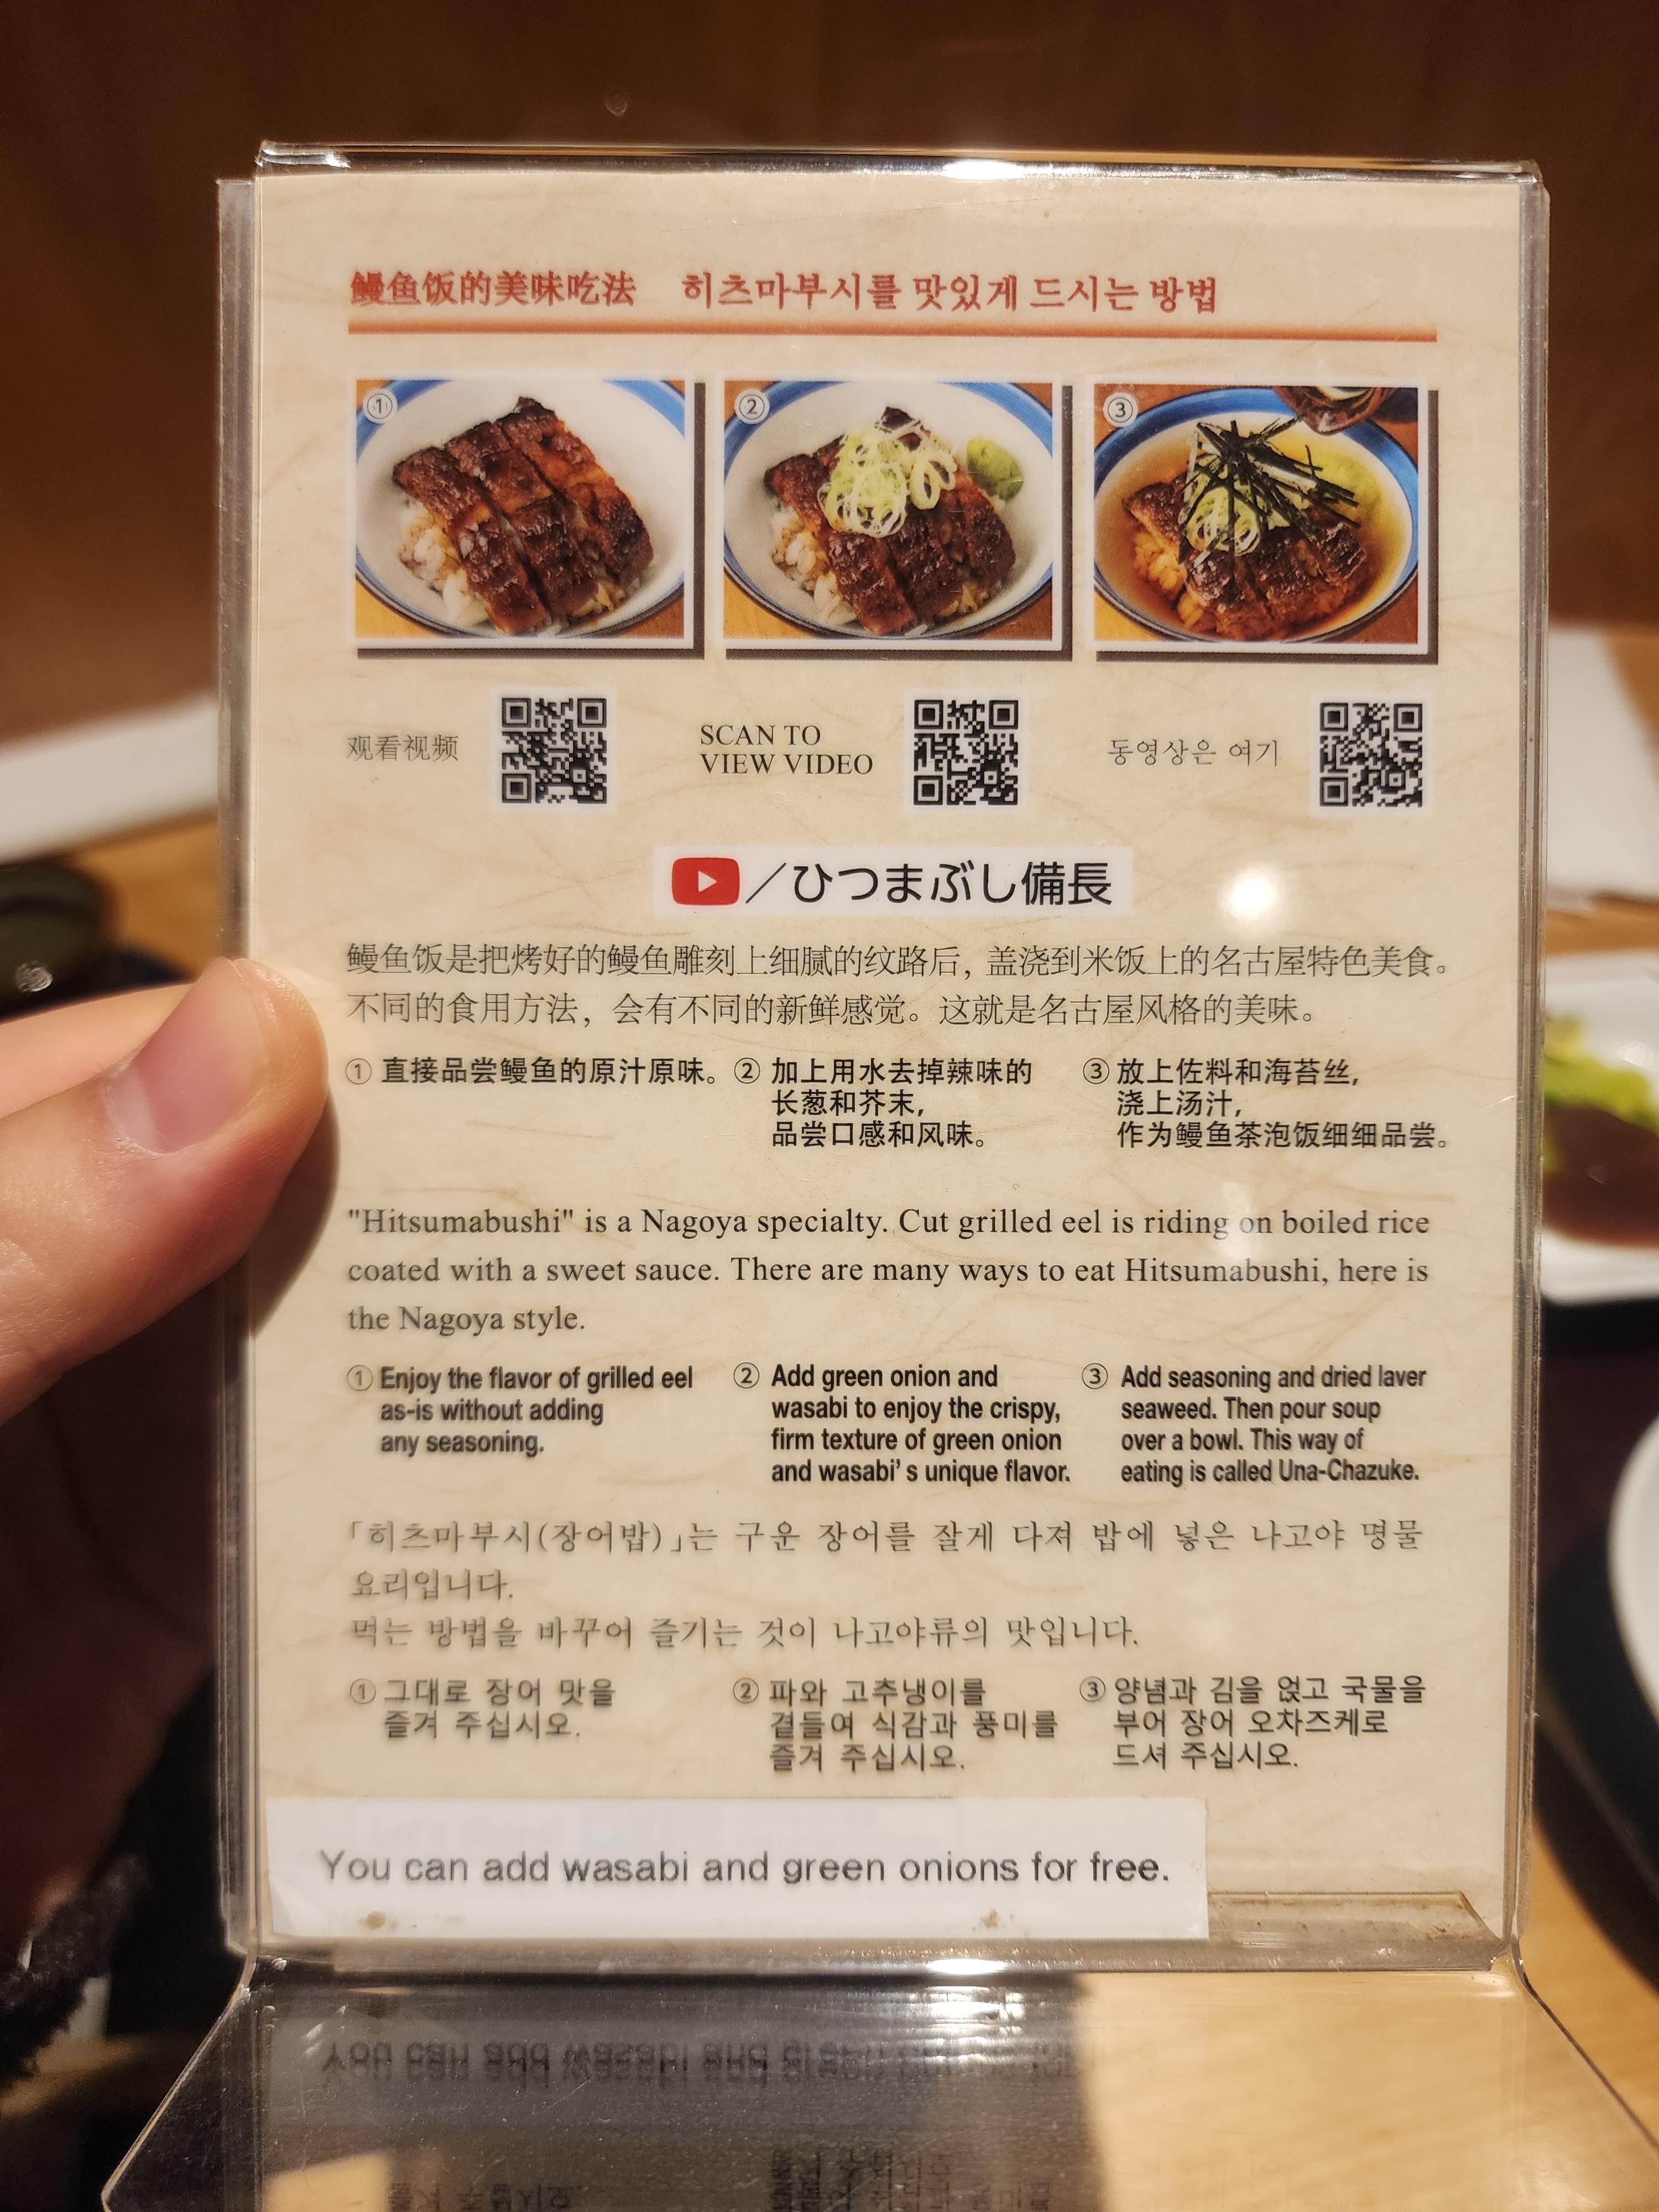 鳗鱼饭的美味吃法 히츠마부시를 맛있게 드시는 방법
①
②
③
观看视频
SCAN TO
VIEW VIDEO
동영상은 여기
/ひつまぶし備長
鳗鱼饭是把烤好的鳗鱼雕刻上细腻的纹路后，盖浇到米饭上的名古屋特色美食。
不同的食用方法，会有不同的新鲜感觉。这就是名古屋风格的美味。
① 直接品尝鳗鱼的原汁原味。
② 加上用水去掉辣味的
长葱和芥末，
品尝口感和风味。
③ 放上佐料和海苔丝，
浇上汤汁，
作为鳗鱼茶泡饭细细品尝。
"Hitsumabushi" is a Nagoya specialty. Cut grilled eel is riding on boiled rice
coated with a sweet sauce. There are many ways to eat Hitsumabushi, here is
the Nagoya style.
① Enjoy the flavor of grilled eel
as-is without adding
any seasoning.
② Add green onion and
wasabi to enjoy the crispy,
firm texture of green onion
and wasabi's unique flavor.
③ Add seasoning and dried laver
seaweed. Then pour soup
over a bowl. This way of
eating is called Una-Chazuke.
「히츠마부시(장어밥)」는 구운 장어를 잘게 다져 밥에 넣은 나고야 명물
요리입니다.
먹는 방법을 바꾸어 즐기는 것이 나고야류의 맛입니다.
① 그대로 장어 맛을
즐겨 주십시오.
② 파와 고추냉이를
곁들여 식감과 풍미를
즐겨 주십시오.
③ 양념과 김을 얹고 국물을
부어 장어 오차즈케로
드셔 주십시오.
You can add wasabi and green onions for free.